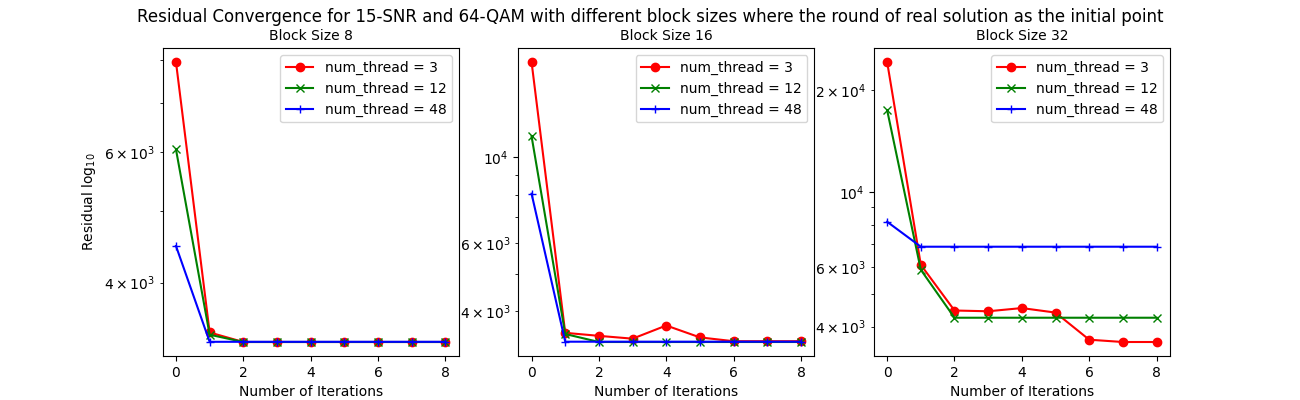 Residual Convergence for 15-SNR and 64-QAM with different block sizes where the round of real solution as the initial point
Block Size 8
num_thread = 3
num_thread = 12
num_thread = 48
6 × 10³
4 × 10³
Residual log₁₀
0 2 4 6 8
Number of Iterations
Block Size 16
num_thread = 3
num_thread = 12
num_thread = 48
10⁴
6 × 10³
4 × 10³
0 2 4 6 8
Number of Iterations
Block Size 32
num_thread = 3
num_thread = 12
num_thread = 48
2 × 10⁴
10⁴
6 × 10³
4 × 10³
0 2 4 6 8
Number of Iterations